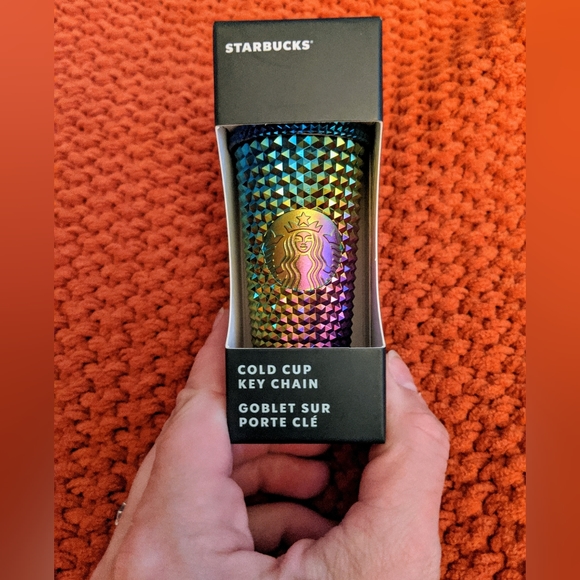 STARBUCKS®
COLD CUP
KEY CHAIN
GOBLET SUR
PORTE CLÉ